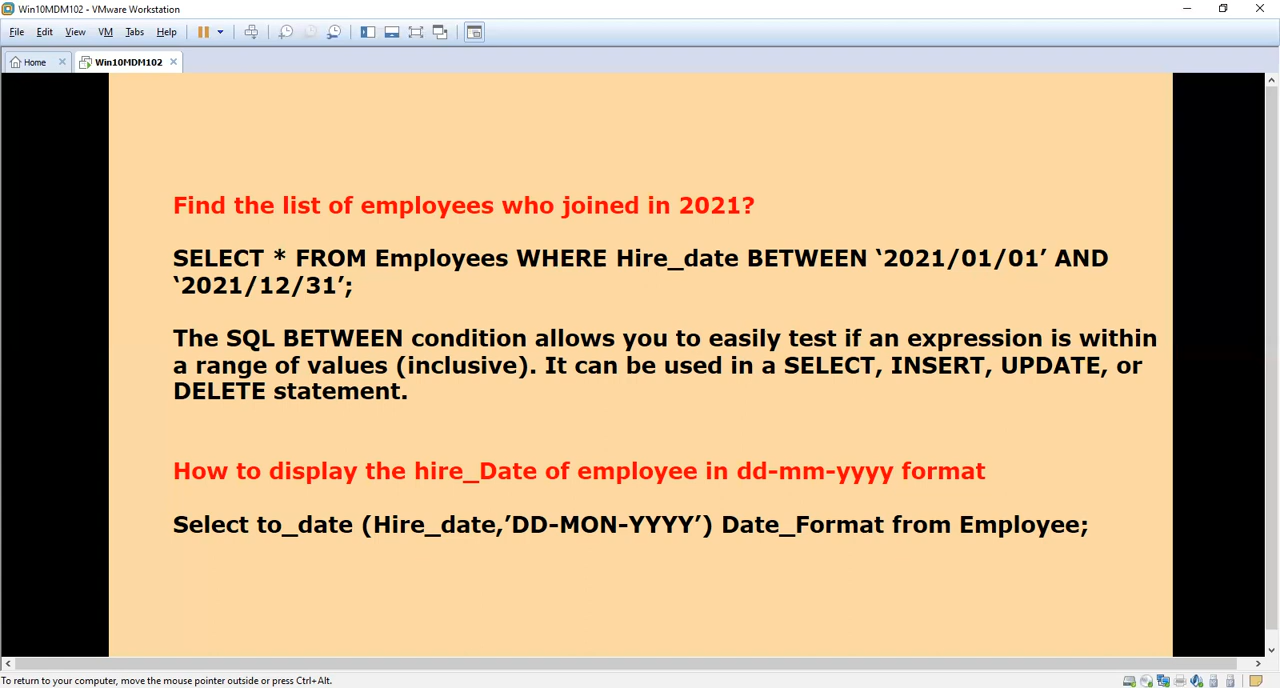 Win10MDM102 - VMware Workstation
File Edit View VM Tabs Help
Home Win10MDM102
Find the list of employees who joined in 2021?
SELECT * FROM Employees WHERE Hire_date BETWEEN ‘2021/01/01’ AND
‘2021/12/31’;
The SQL BETWEEN condition allows you to easily test if an expression is within
a range of values (inclusive). It can be used in a SELECT, INSERT, UPDATE, or
DELETE statement.
How to display the hire_Date of employee in dd-mm-yyyy format
Select to_date (Hire_date,’DD-MON-YYYY’) Date_Format from Employee;
To return to your computer, move the mouse pointer outside or press Ctrl+Alt.